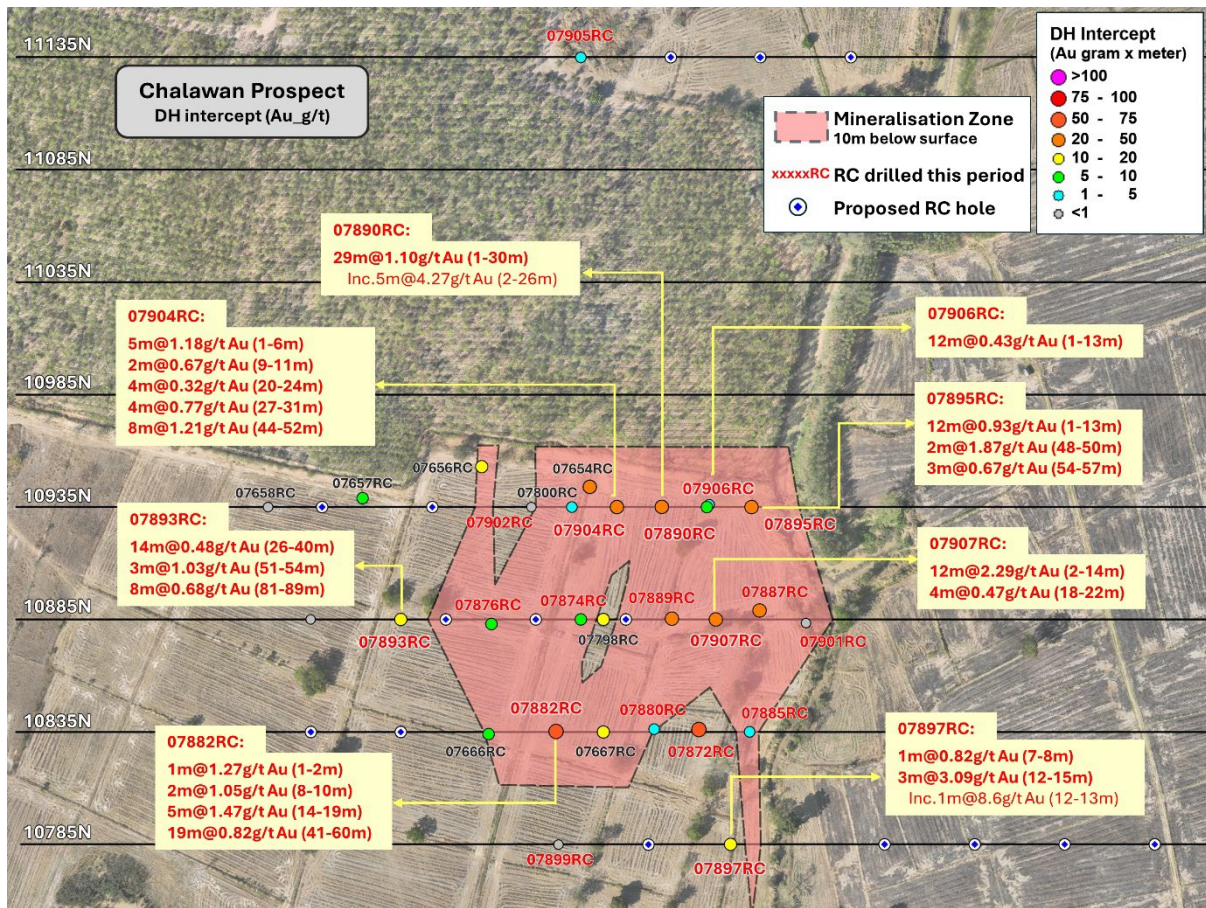 11135N
07905RC
Chalawan Prospect
DH intercept (Au_g/t)
DH Intercept
(Au gram x meter)
>100
75 - 100
50 - 75
20 - 50
10 - 20
5 - 10
1 - 5
<1
Mineralisation Zone
10m below surface
xxxxxRC RC drilled this period
Proposed RC hole
11085N
11035N
07890RC:
29m@1.10g/t Au (1-30m)
Inc.5m@4.27g/t Au (2-26m)
07904RC:
5m@1.18g/t Au (1-6m)
2m@0.67g/t Au (9-11m)
4m@0.32g/t Au (20-24m)
4m@0.77g/t Au (27-31m)
8m@1.21g/t Au (44-52m)
07906RC:
12m@0.43g/t Au (1-13m)
10985N
07895RC:
12m@0.93g/t Au (1-13m)
2m@1.87g/t Au (48-50m)
3m@0.67g/t Au (54-57m)
07656RC
07654RC
07657RC
07658RC
07800RC
07906RC
10935N
07902RC
07904RC
07890RC
07895RC
07893RC:
14m@0.48g/t Au (26-40m)
3m@1.03g/t Au (51-54m)
8m@0.68g/t Au (81-89m)
07907RC:
12m@2.29g/t Au (2-14m)
4m@0.47g/t Au (18-22m)
10885N
07876RC
07874RC
07889RC
07887RC
07893RC
07798RC
07907RC
07901RC
10835N
07882RC
07880RC
07885RC
07666RC
07667RC
07872RC
07882RC:
1m@1.27g/t Au (1-2m)
2m@1.05g/t Au (8-10m)
5m@1.47g/t Au (14-19m)
19m@0.82g/t Au (41-60m)
07897RC:
1m@0.82g/t Au (7-8m)
3m@3.09g/t Au (12-15m)
Inc.1m@8.6g/t Au (12-13m)
10785N
07899RC
07897RC